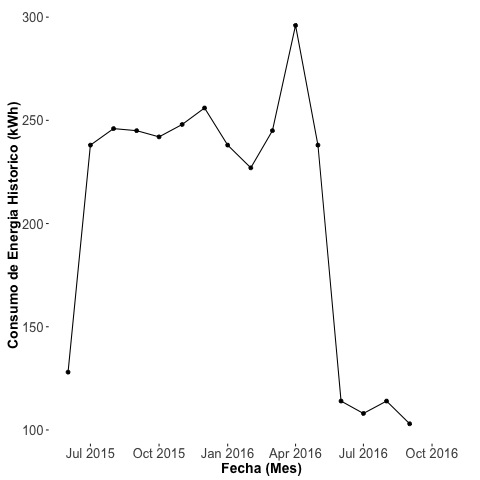 Consumo de Energia Historico (kWh)
300
250
200
150
100
Jul 2015 Oct 2015 Jan 2016 Apr 2016 Jul 2016 Oct 2016
Fecha (Mes)